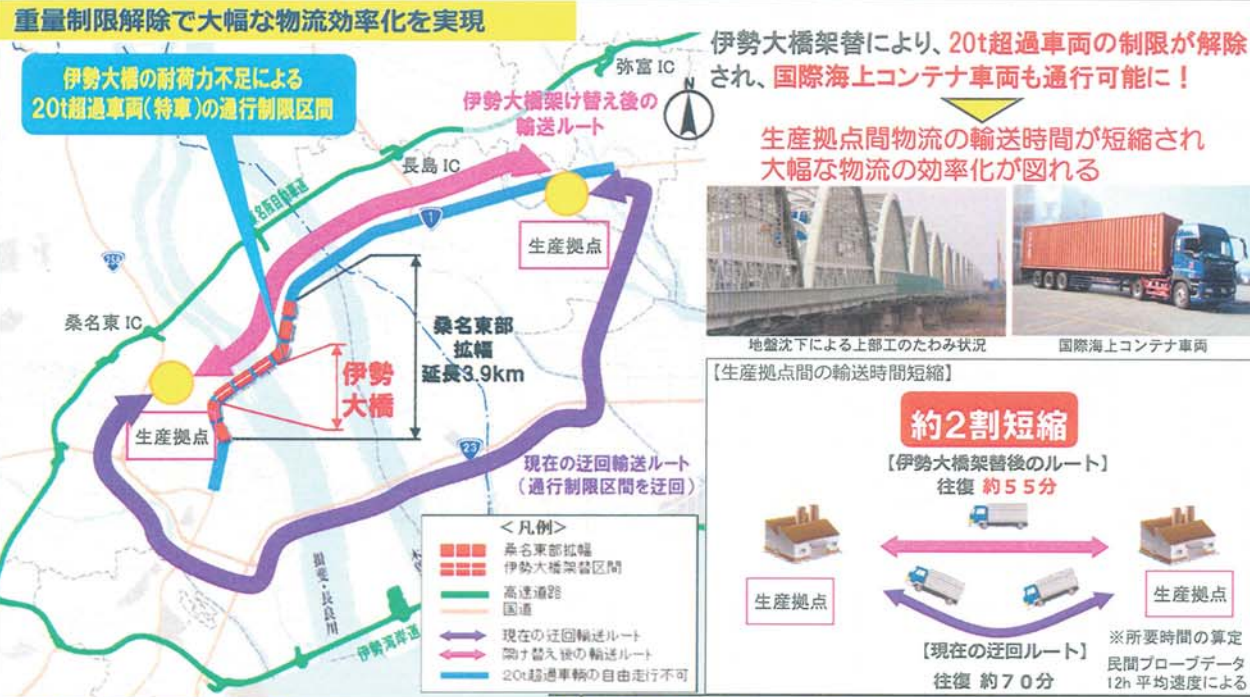 重量制限解除で大幅な物流効率化を実現
伊勢大橋の耐荷力不足による
20t超過車両(特車)の通行制限区間
弥富IC
伊勢大橋架け替え後の
輸送ルート
N
長島IC
1
生産拠点
258
桑名東IC
桑名東部
拡幅
延長3.9km
伊勢
大橋
生産拠点
23
現在の迂回輸送ルート
(通行制限区間を迂回)
揖斐・長良川
伊勢湾岸道
<凡例>
桑名東部拡幅
伊勢大橋架替区間
高速道路
国道
現在の迂回輸送ルート
架け替え後の輸送ルート
20t超過車輌の自由走行不可
伊勢大橋架替により、20t超過車両の制限が解除
され、国際海上コンテナ車両も通行可能に!
生産拠点間物流の輸送時間が短縮され
大幅な物流の効率化が図れる
地盤沈下による上部工のたわみ状況
国際海上コンテナ車両
【生産拠点間の輸送時間短縮】
約2割短縮
【伊勢大橋架替後のルート】
往復 約55分
生産拠点
生産拠点
【現在の迂回ルート】
往復 約70分
※所要時間の算定
民間プローブデータ
12h 平均速度による